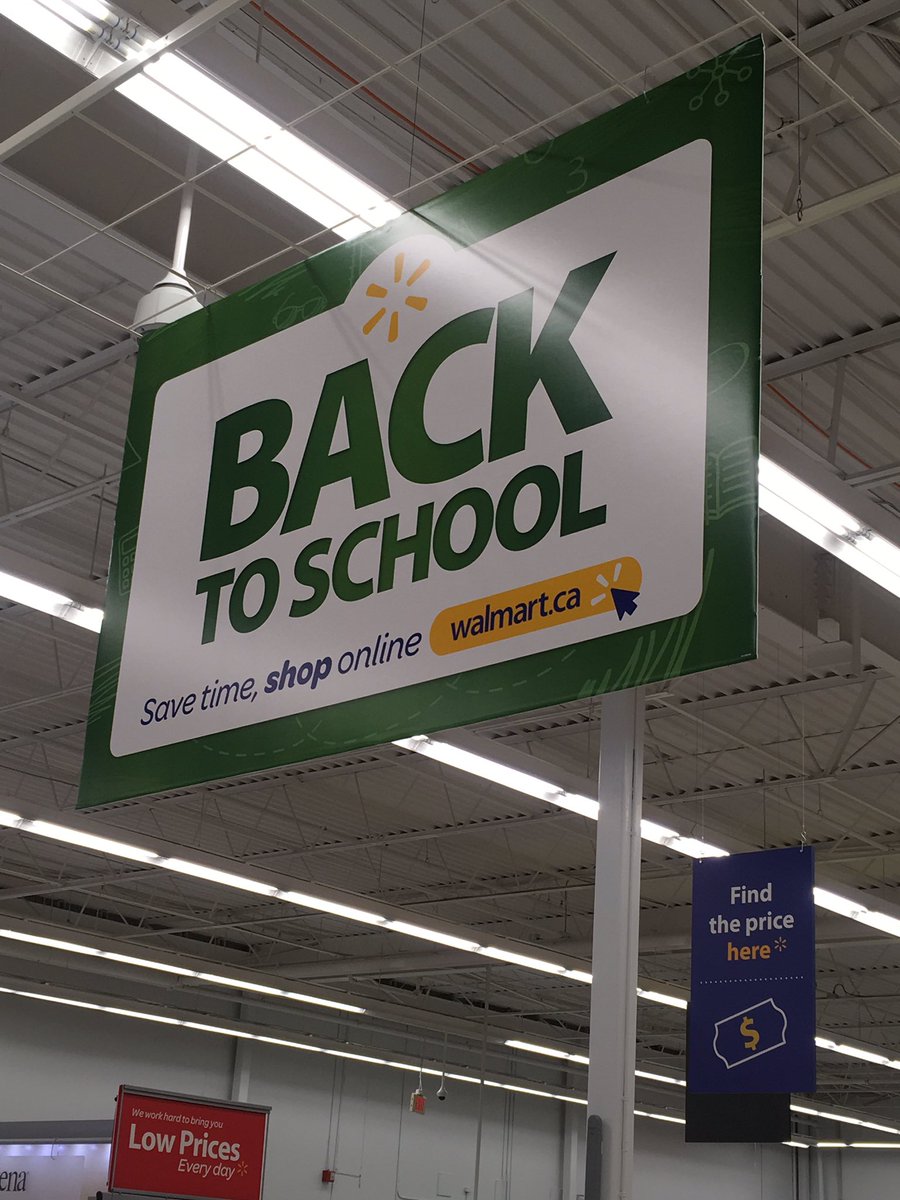 BACK
TO SCHOOL
Save time, shop online walmart.ca
Find
the price
here
$
We work hard to bring you
Low Prices
Every day
ena